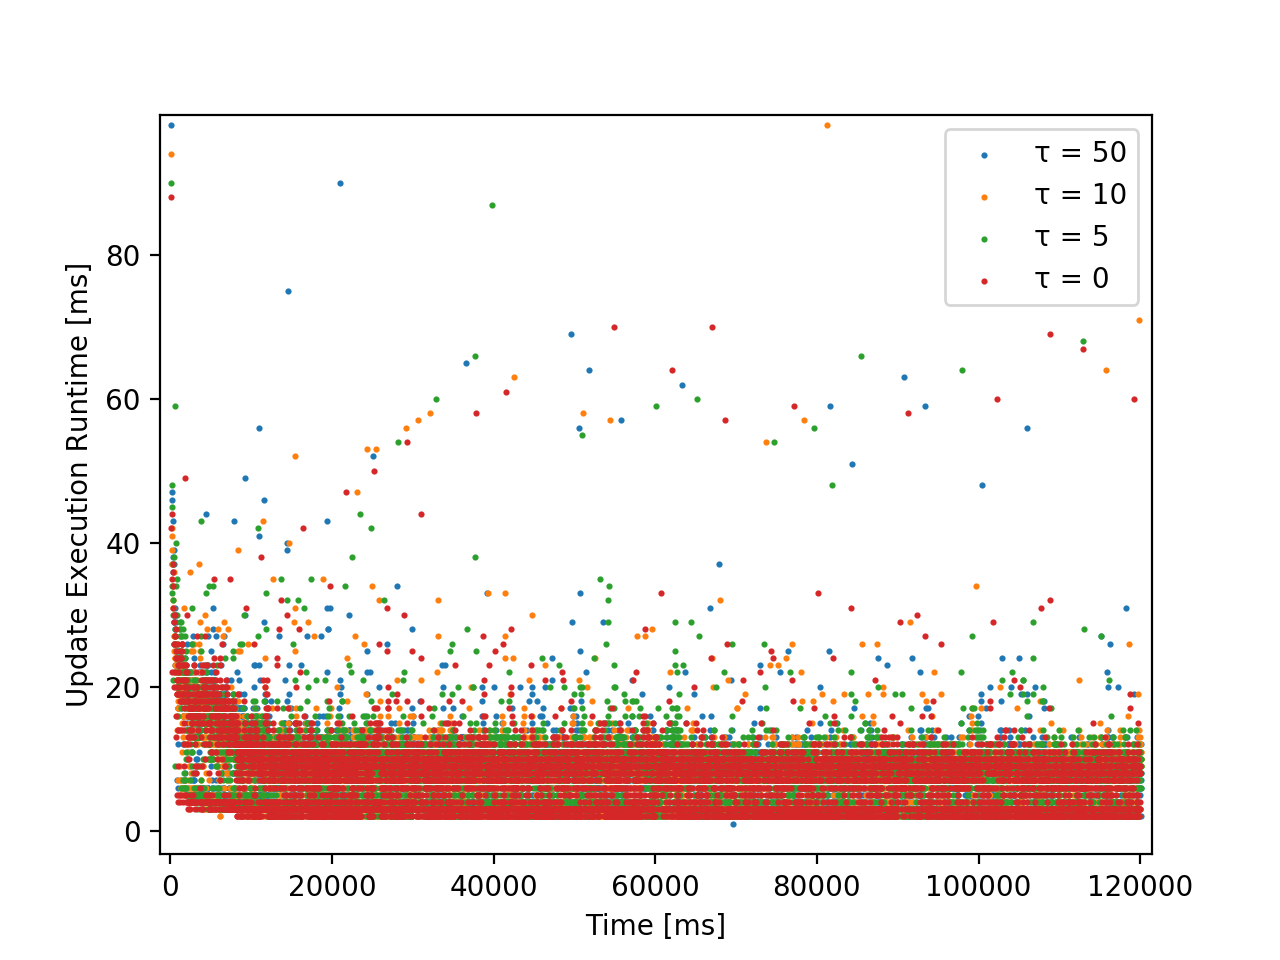 τ = 50
τ = 10
τ = 5
τ = 0
Update Execution Runtime [ms]
80
60
40
20
0
0 20000 40000 60000 80000 100000 120000
Time [ms]